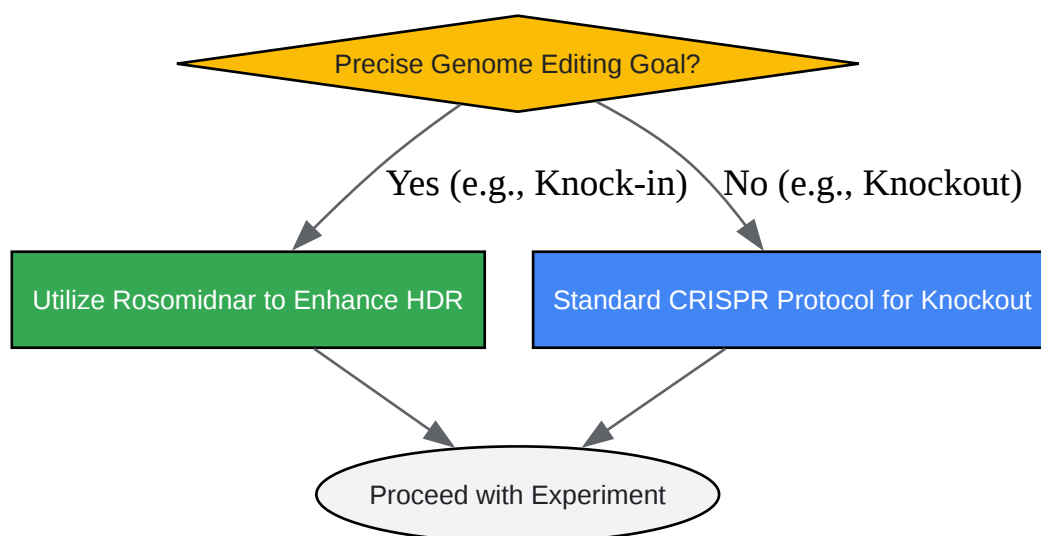 Precise Genome Editing Goal?
Yes (e.g., Knock-in)
No (e.g., Knockout)
Utilize Rosomidnar to Enhance HDR
Standard CRISPR Protocol for Knockout
Proceed with Experiment